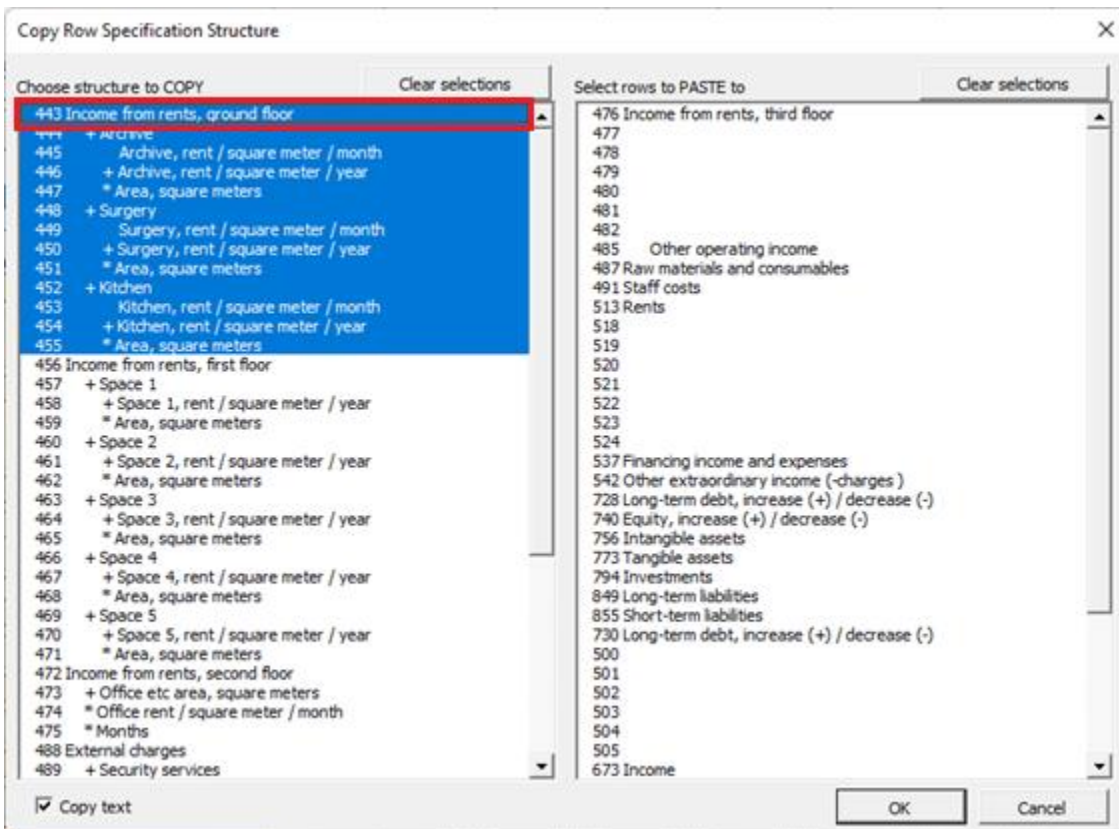 Copy Row Specification Structure
Choose structure to COPY
Clear selections
443 Income from rents, ground floor
444 + Archive
445 Archive, rent / square meter / month
446 + Archive, rent / square meter / year
447 * Area, square meters
448 + Surgery
449 Surgery, rent / square meter / month
450 + Surgery, rent / square meter / year
451 * Area, square meters
452 + Kitchen
453 Kitchen, rent / square meter / month
454 + Kitchen, rent / square meter / year
455 * Area, square meters
456 Income from rents, first floor
457 + Space 1
458 + Space 1, rent / square meter / year
459 * Area, square meters
460 + Space 2
461 + Space 2, rent / square meter / year
462 * Area, square meters
463 + Space 3
464 + Space 3, rent / square meter / year
465 * Area, square meters
466 + Space 4
467 + Space 4, rent / square meter / year
468 * Area, square meters
469 + Space 5
470 + Space 5, rent / square meter / year
471 * Area, square meters
472 Income from rents, second floor
473 + Office etc area, square meters
474 * Office rent / square meter / month
475 * Months
488 External charges
489 + Security services
Select rows to PASTE to
Clear selections
476 Income from rents, third floor
477
478
479
480
481
482
485 Other operating income
487 Raw materials and consumables
491 Staff costs
513 Rents
518
519
520
521
522
523
524
537 Financing income and expenses
542 Other extraordinary income (-charges )
728 Long-term debt, increase (+) / decrease (-)
740 Equity, increase (+) / decrease (-)
756 Intangible assets
773 Tangible assets
794 Investments
849 Long-term liabilities
855 Short-term liabilities
730 Long-term debt, increase (+) / decrease (-)
500
501
502
503
504
505
673 Income
Copy text
OK
Cancel